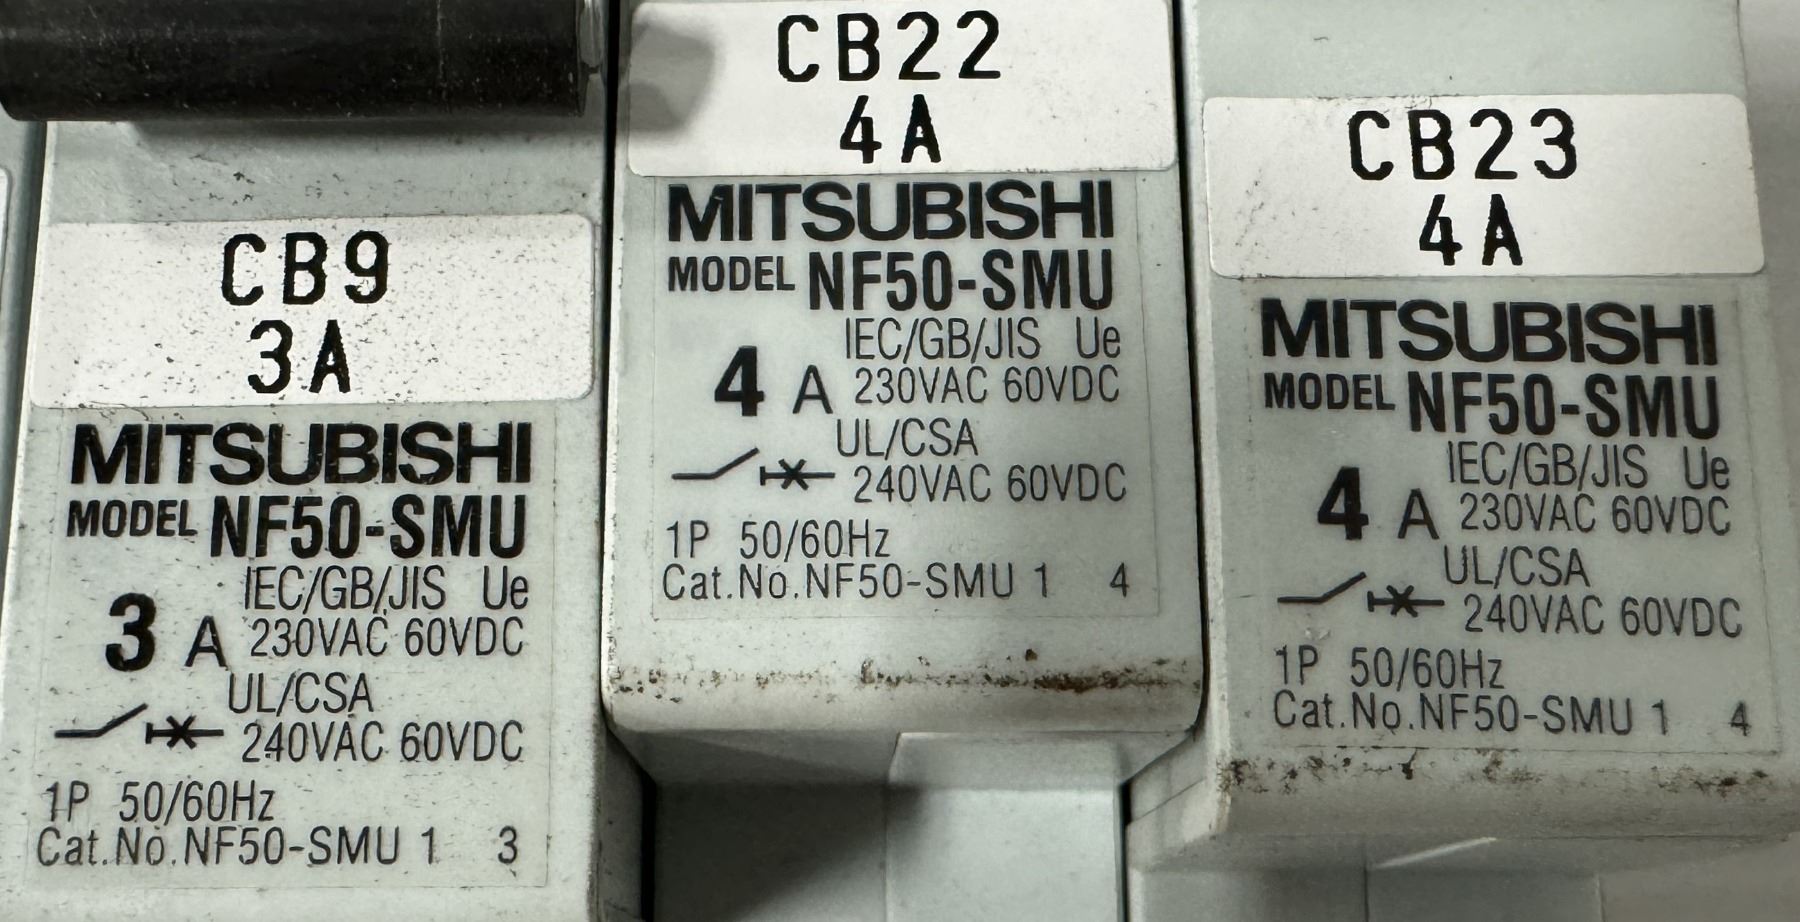 CB9
3A
MITSUBISHI
MODEL NF50-SMU
IEC/GB/JIS Ue
3 A 230VAC 60VDC
UL/CSA
240VAC 60VDC
1P 50/60Hz
Cat.No.NF50-SMU 1 3
CB22
4A
MITSUBISHI
MODEL NF50-SMU
IEC/GB/JIS Ue
4 A 230VAC 60VDC
UL/CSA
240VAC 60VDC
1P 50/60Hz
Cat.No.NF50-SMU 1 4
CB23
4A
MITSUBISHI
MODEL NF50-SMU
IEC/GB/JIS Ue
4 A 230VAC 60VDC
UL/CSA
240VAC 60VDC
1P 50/60Hz
Cat.No.NF50-SMU 1 4